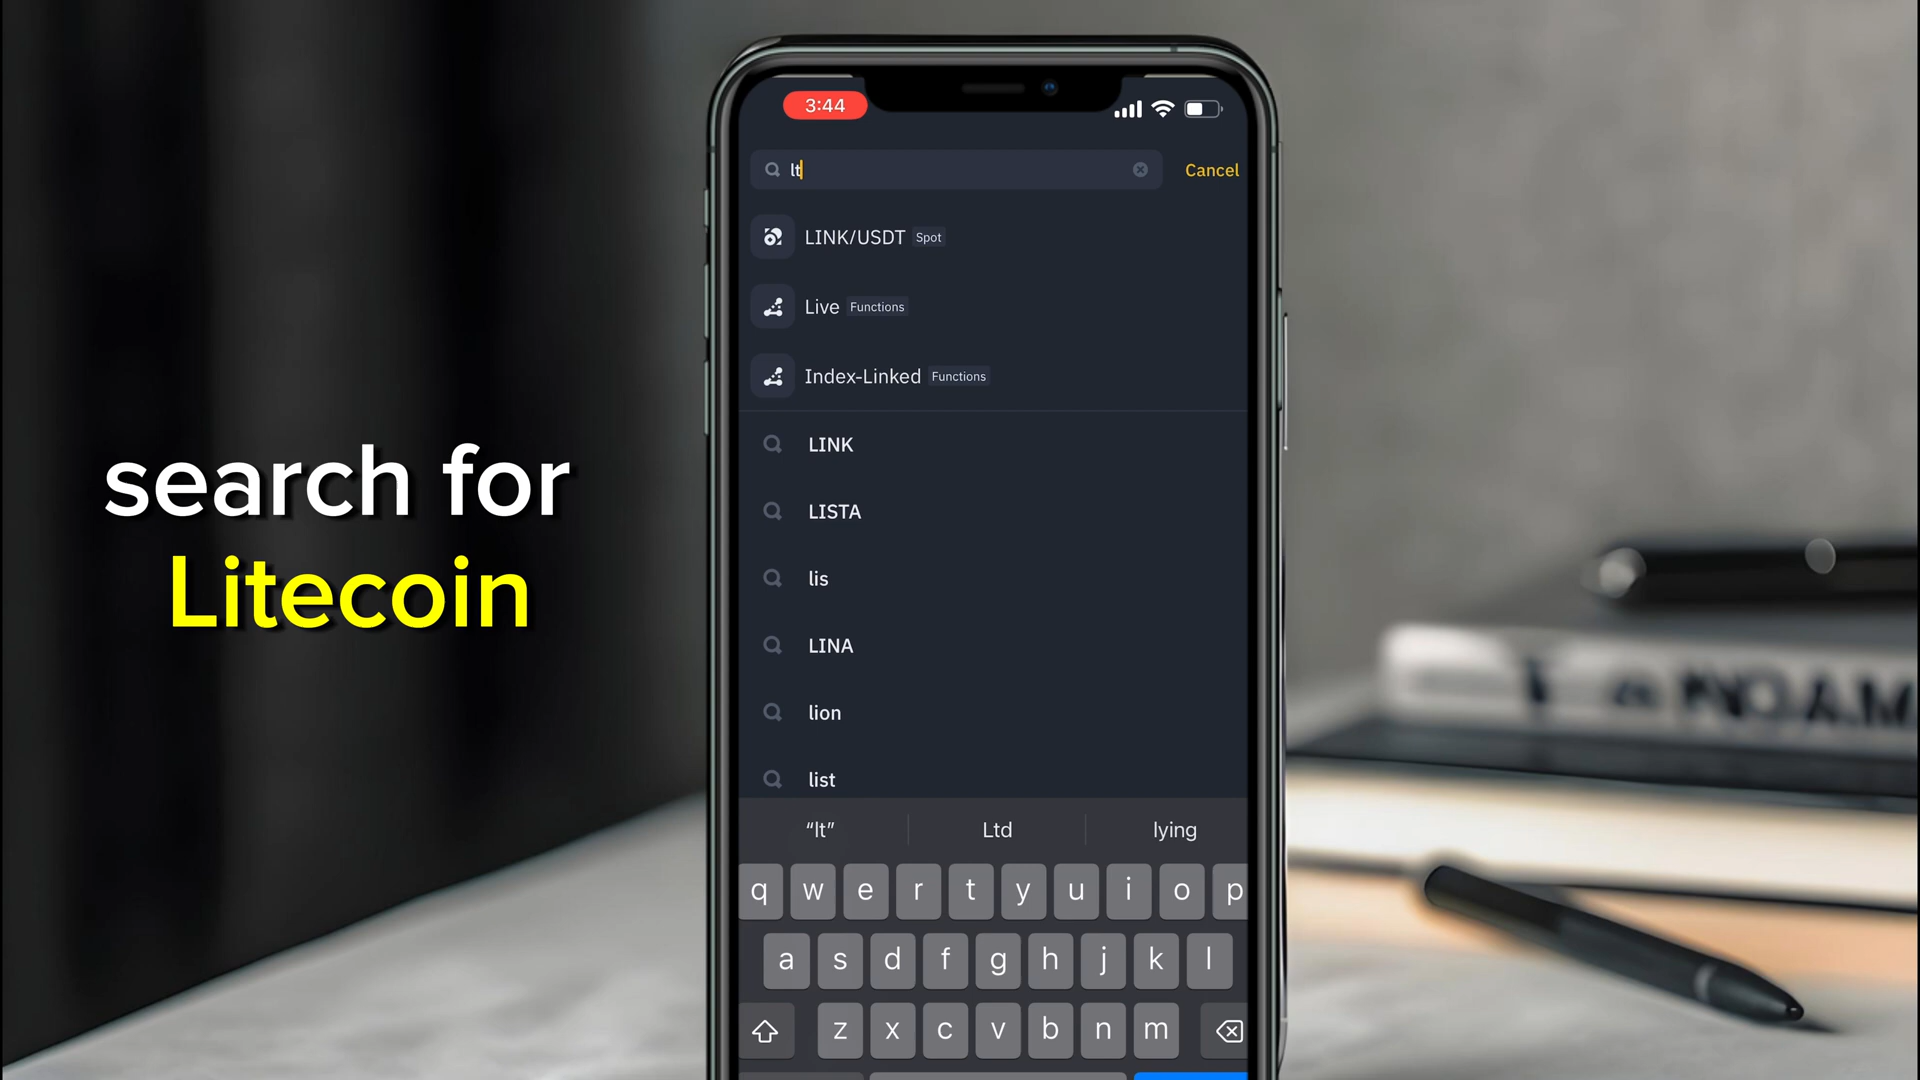 3:44
lt
Cancel
LINK/USDT Spot
Live Functions
Index-Linked Functions
LINK
LISTA
lis
LINA
lion
list
search for
Litecoin
“lt” Ltd lying
q w e r t y u i o p
a s d f g h j k l
z x c v b n m